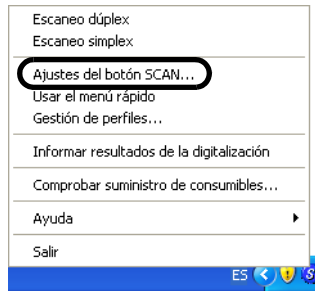 Escaneo dúplex
Escaneo simplex
Ajustes del botón SCAN...
Usar el menú rápido
Gestión de perfiles...
Informar resultados de la digitalización
Comprobar suministro de consumibles...
Ayuda
Salir
ES